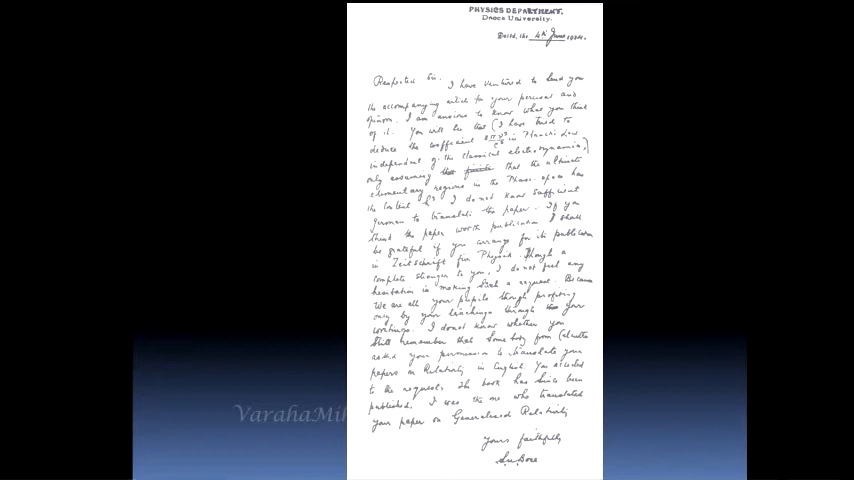 PHYSICS DEPARTMENT,
Dacca University.
Dated, the 4th June 1924.
Respected Sir, I have ventured to send you
the accompanying article for your perusal and
opinion. I am anxious to know what you think
of it. You will see that I have tried to
deduce the coefficient 8πν²/c³ in Planck's Law
independent of the classical electrodynamics,
only assuming that the ultimate
elementary regions in the Phase-space has
the content h³. I do not know sufficient
German to translate the paper. If you
think the paper worth publication I shall
be grateful if you arrange for its publication
in Zeitschrift für Physik. Though a
complete stranger to you, I do not feel any
hesitation in making such a request. Because
We are all your pupils though profiting
only by your teachings through your
writings. I do not know whether you
still remember that somebody from Calcutta
asked your permission to translate your
papers on Relativity in English. You acceded
to the request. The book has since been
published. I was the one who translated
your paper on Generalised Relativity
Yours faithfully
S. N. Bose
VarahaMih